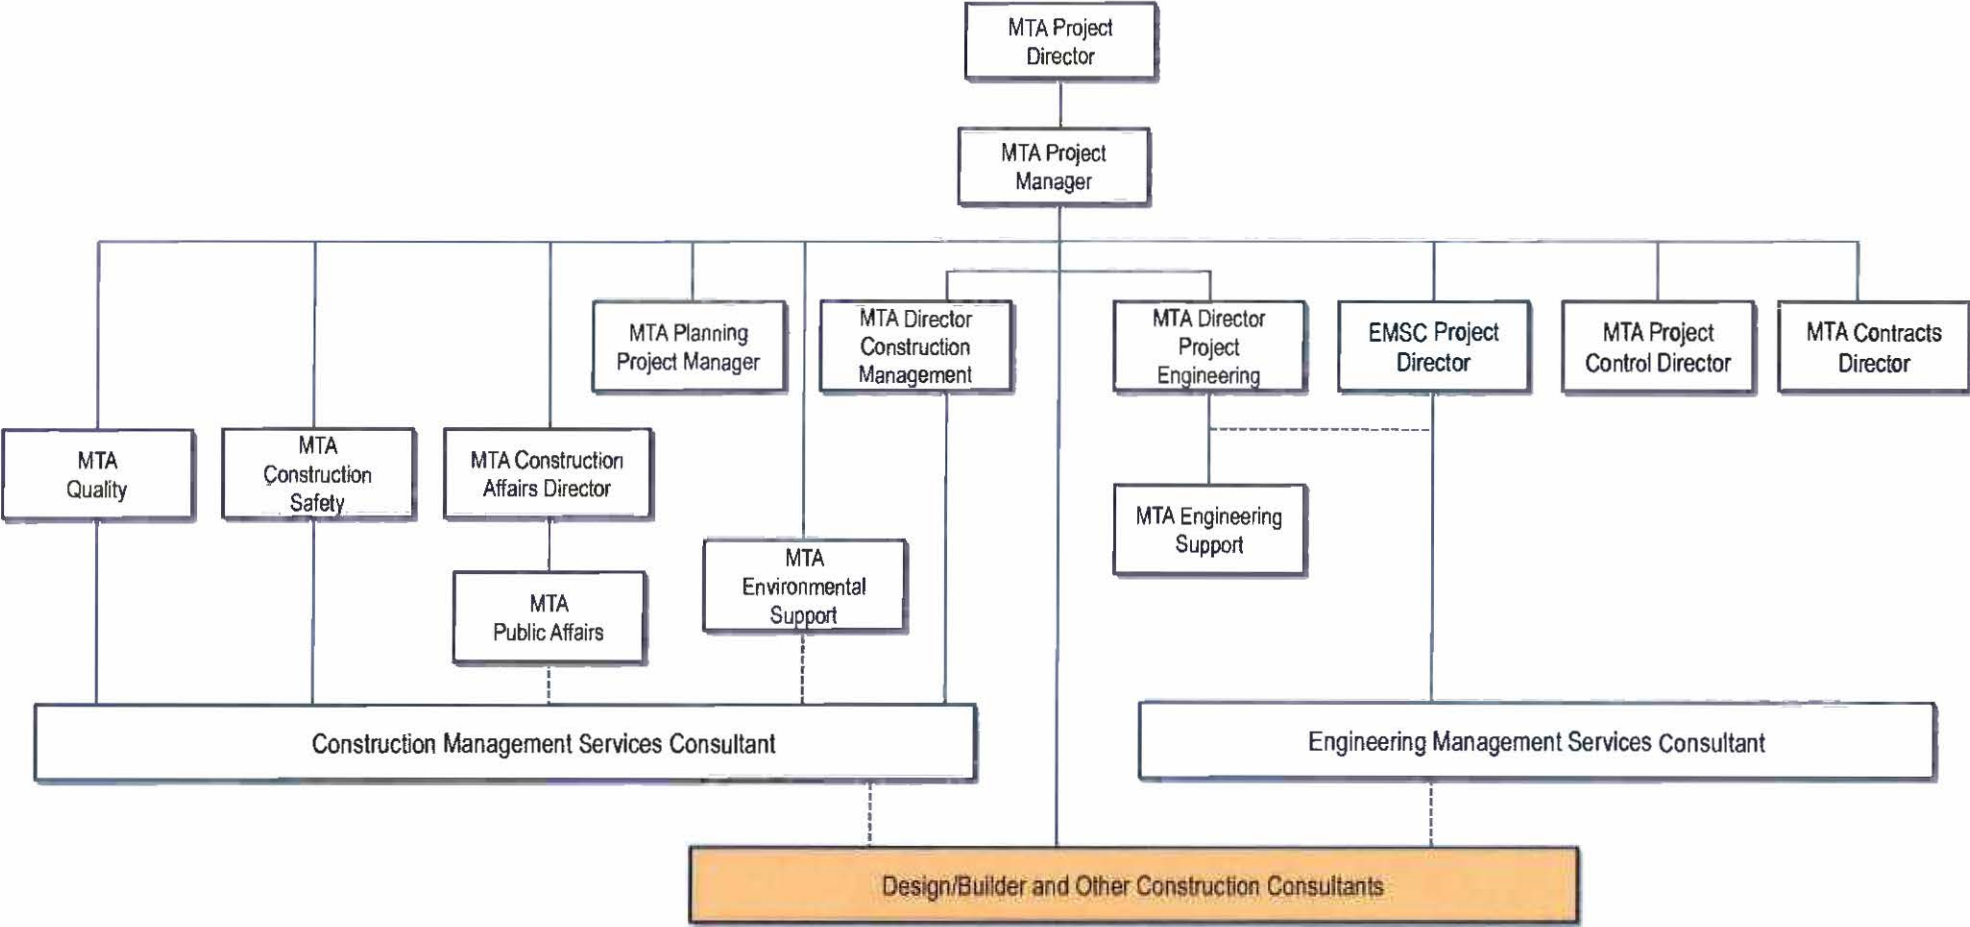 MTA Project
Director
MTA Project
Manager
MTA Planning
Project Manager
MTA Director
Construction
Management
MTA Director
Project
Engineering
EMSC Project
Director
MTA Project
Control Director
MTA Contracts
Director
MTA
Quality
MTA
Construction
Safety
MTA Construction
Affairs Director
MTA Engineering
Support
MTA
Public Affairs
MTA
Environmental
Support
Construction Management Services Consultant
Engineering Management Services Consultant
Design/Builder and Other Construction Consultants